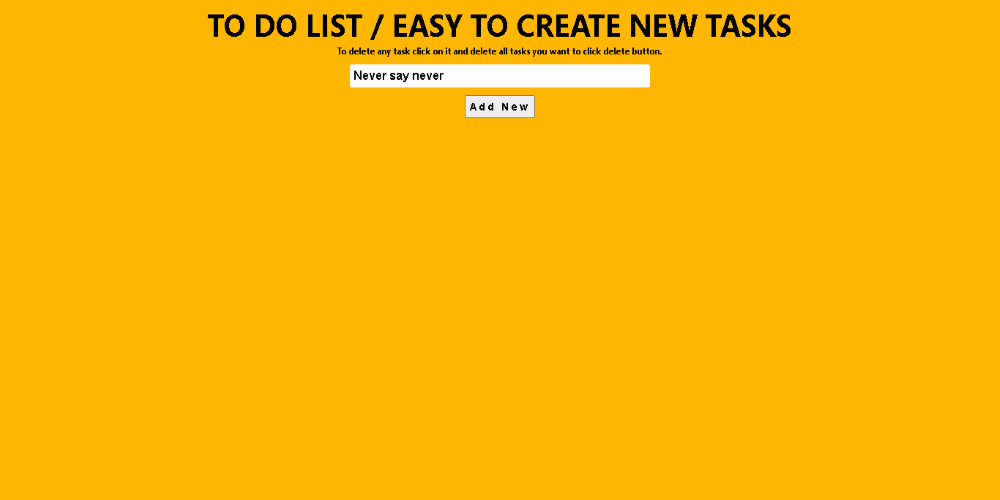 TO DO LIST / EASY TO CREATE NEW TASKS
To delete any task click on it and delete all tasks you want to click delete button.
Never say never
Add New